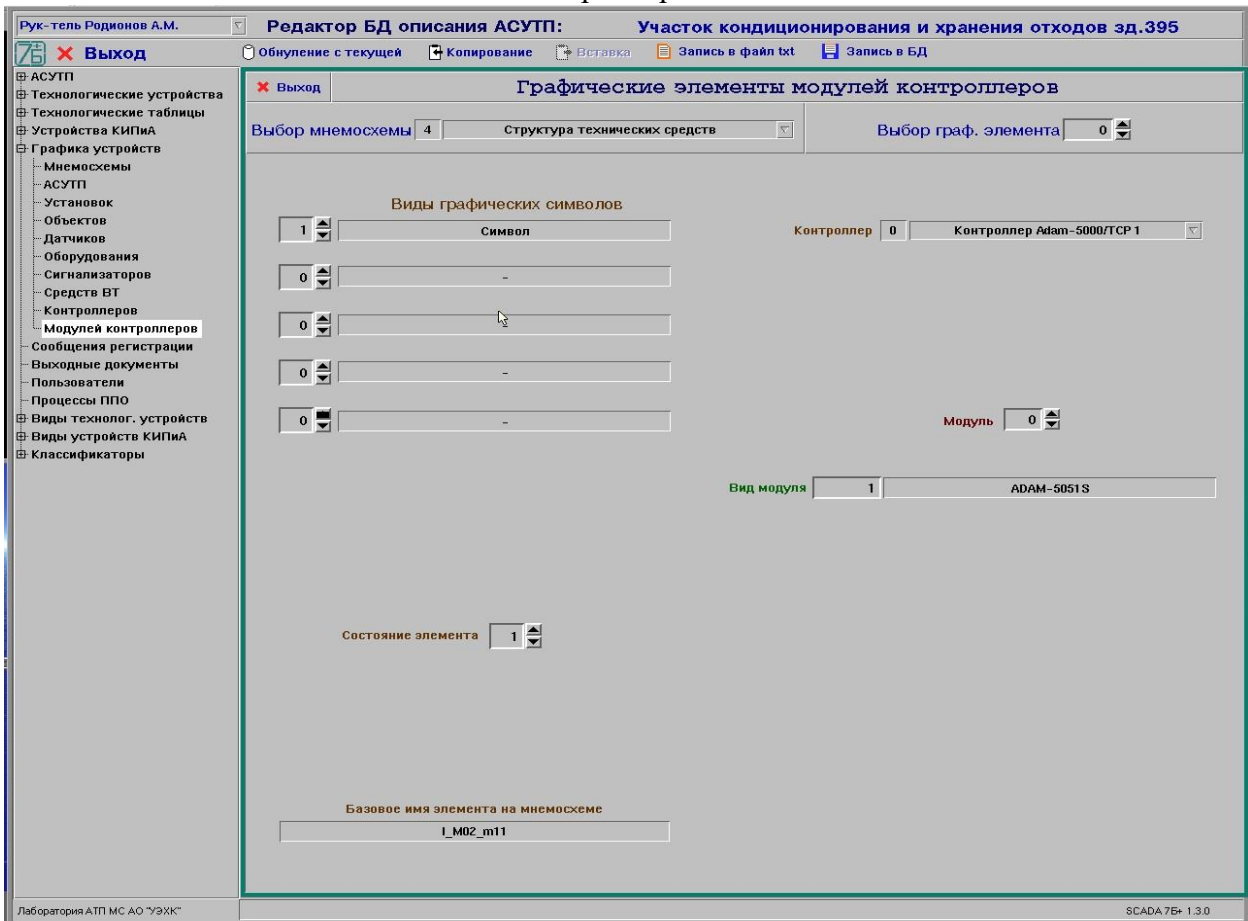 Рук-тель Родионов А.М. Редактор БД описания АСУТП: Участок кондиционирования и хранения отходов зд.395
7Б Выход Обнуление с текущей Копирование Вставка Запись в файл txt Запись в БД
АСУТП
Технологические устройства
Технологические таблицы
Устройства КИПиА
Графика устройств
Мнемосхемы
АСУТП
Установок
Объектов
Датчиков
Оборудования
Сигнализаторов
Средств ВТ
Контроллеров
Модулей контроллеров
Сообщения регистрации
Выходные документы
Пользователи
Процессы ППО
Виды технолог. устройств
Виды устройств КИПиА
Классификаторы
Выход Графические элементы модулей контроллеров
Выбор мнемосхемы 4 Структура технических средств Выбор граф. элемента 0
Виды графических символов
1 Символ Контроллер 0 Контроллер Adam-5000/TCP 1
0 -
0
0 -
0 - Модуль 0
Вид модуля 1 ADAM-5051S
Состояние элемента 1
Базовое имя элемента на мнемосхеме
I_M02_m11
Лаборатория АТП МС АО "УЭХК" SCADA 7Б+ 1.3.0